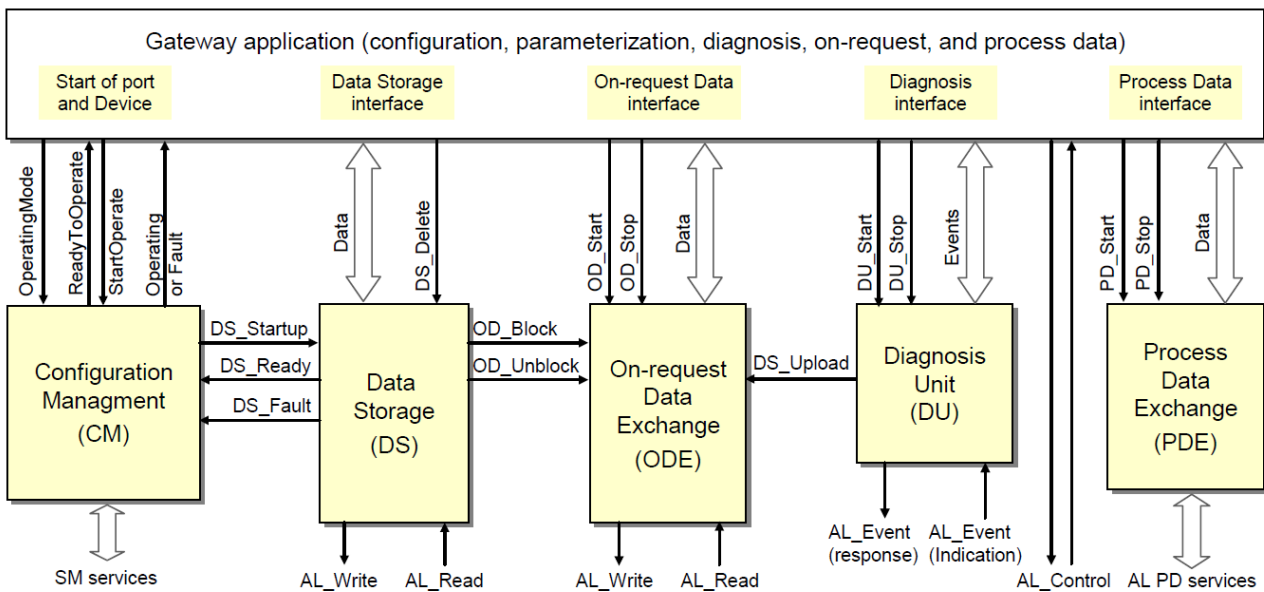 Gateway application (configuration, parameterization, diagnosis, on-request, and process data)
Start of port
and Device
Data Storage
interface
On-request Data
interface
Diagnosis
interface
Process Data
interface
OperatingMode
ReadyToOperate
StartOperate
Operating
or Fault
Data
DS_Delete
OD_Start
OD_Stop
Data
DU_Start
DU_Stop
Events
PD_Start
PD_Stop
Data
Configuration
Managment
(CM)
DS_Startup
DS_Ready
DS_Fault
Data
Storage
(DS)
OD_Block
OD_Unblock
On-request
Data
Exchange
(ODE)
DS_Upload
Diagnosis
Unit
(DU)
Process
Data
Exchange
(PDE)
SM services
AL_Write
AL_Read
AL_Write
AL_Read
AL_Event
(response)
AL_Event
(Indication)
AL_Control
AL PD services